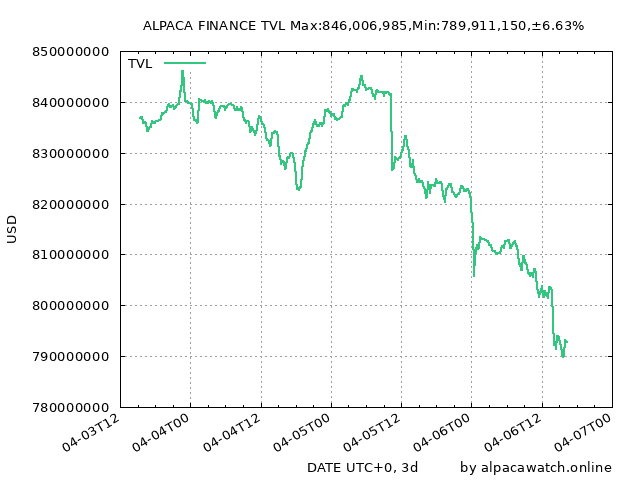 ALPACA FINANCE TVL Max:846,006,985,Min:789,911,150,±6.63%
TVL
850000000
840000000
830000000
820000000
810000000
800000000
790000000
780000000
USD
04-03T12
04-04T00
04-04T12
04-05T00
04-05T12
04-06T00
04-06T12
04-07T00
DATE UTC+0, 3d by alpacawatch.online